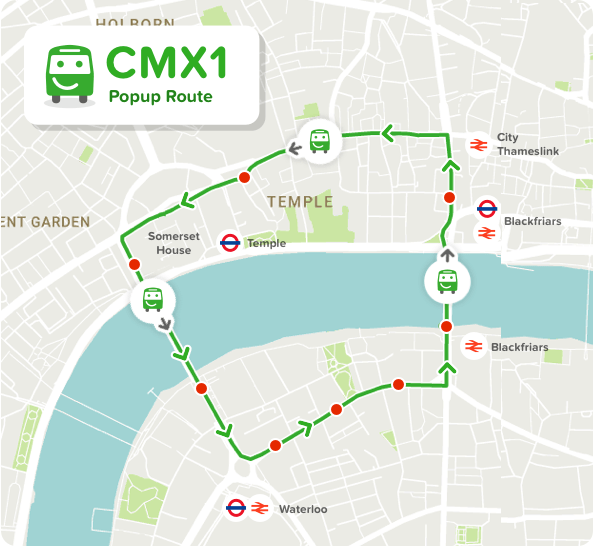 HOLBORN
CMX1
Popup Route
City
Thameslink
TEMPLE
ENT GARDEN
Blackfriars
Somerset
House
Temple
Blackfriars
Waterloo